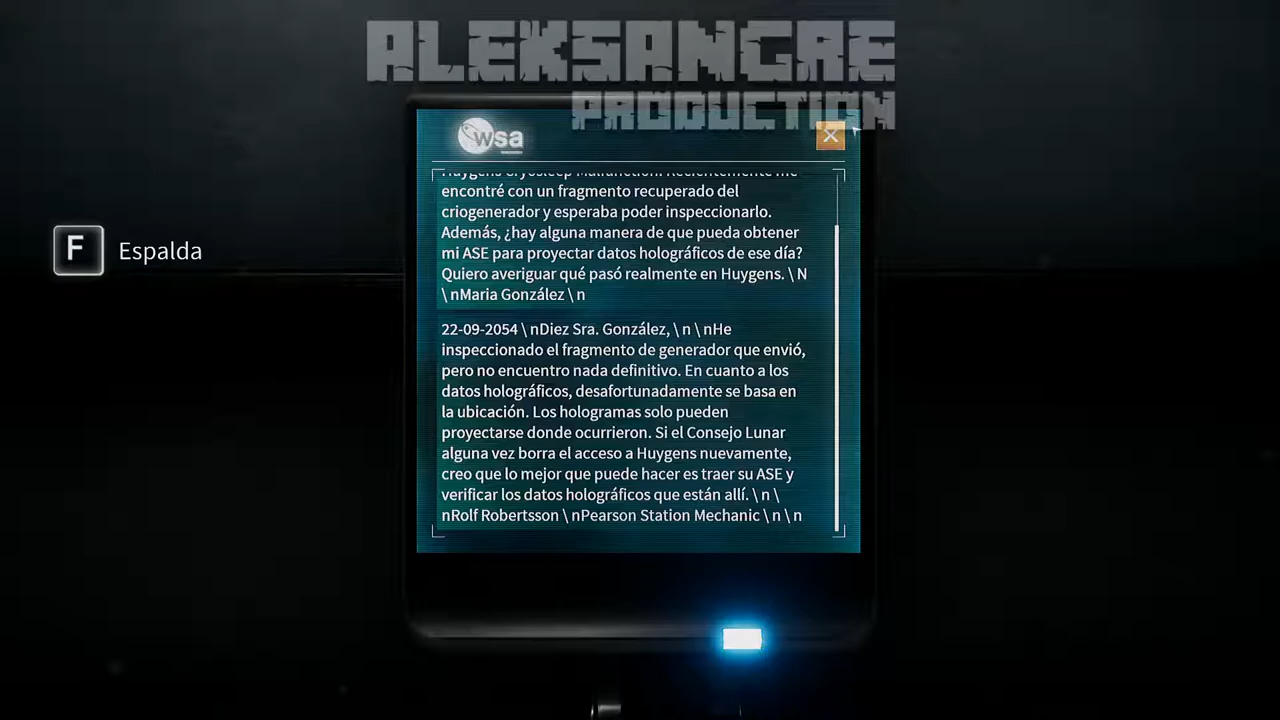 ALEKSANGRE
PRODUCTION
wsa
F Espalda
Huygens Cryosleep Malfunction. Recientemente me
encontré con un fragmento recuperado del
criogenerador y esperaba poder inspeccionarlo.
Además, ¿hay alguna manera de que pueda obtener
mi ASE para proyectar datos holográficos de ese día?
Quiero averiguar qué pasó realmente en Huygens. \ N
\ nMaria González \ n
22-09-2054 \ nDiez Sra. González, \ n \ nHe
inspeccionado el fragmento de generador que envió,
pero no encuentro nada definitivo. En cuanto a los
datos holográficos, desafortunadamente se basa en
la ubicación. Los hologramas solo pueden
proyectarse donde ocurrieron. Si el Consejo Lunar
alguna vez borra el acceso a Huygens nuevamente,
creo que lo mejor que puede hacer es traer su ASE y
verificar los datos holográficos que están allí. \ n \
nRolf Robertsson \ nPearson Station Mechanic \ n \ n